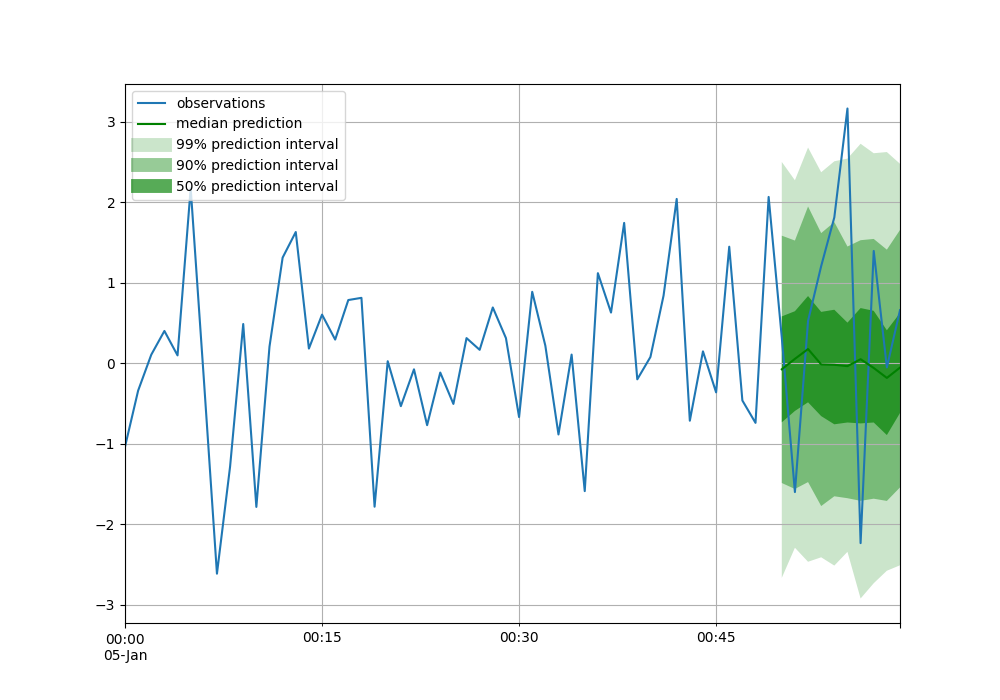 observations
median prediction
99% prediction interval
90% prediction interval
50% prediction interval
3
2
1
0
−1
−2
−3
00:00
05-Jan
00:15
00:30
00:45